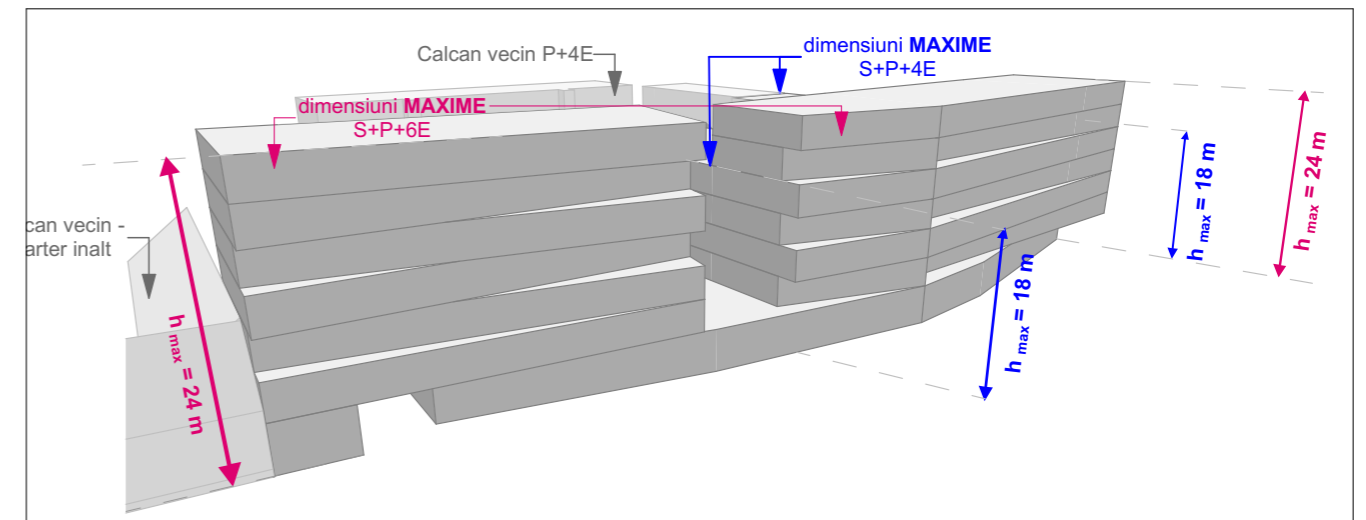 Calcan vecin P+4E
dimensiuni MAXIME
S+P+4E
dimensiuni MAXIME
S+P+6E
can vecin -
arter inalt
h max = 24 m
h max = 18 m
h max = 18 m
h max = 24 m